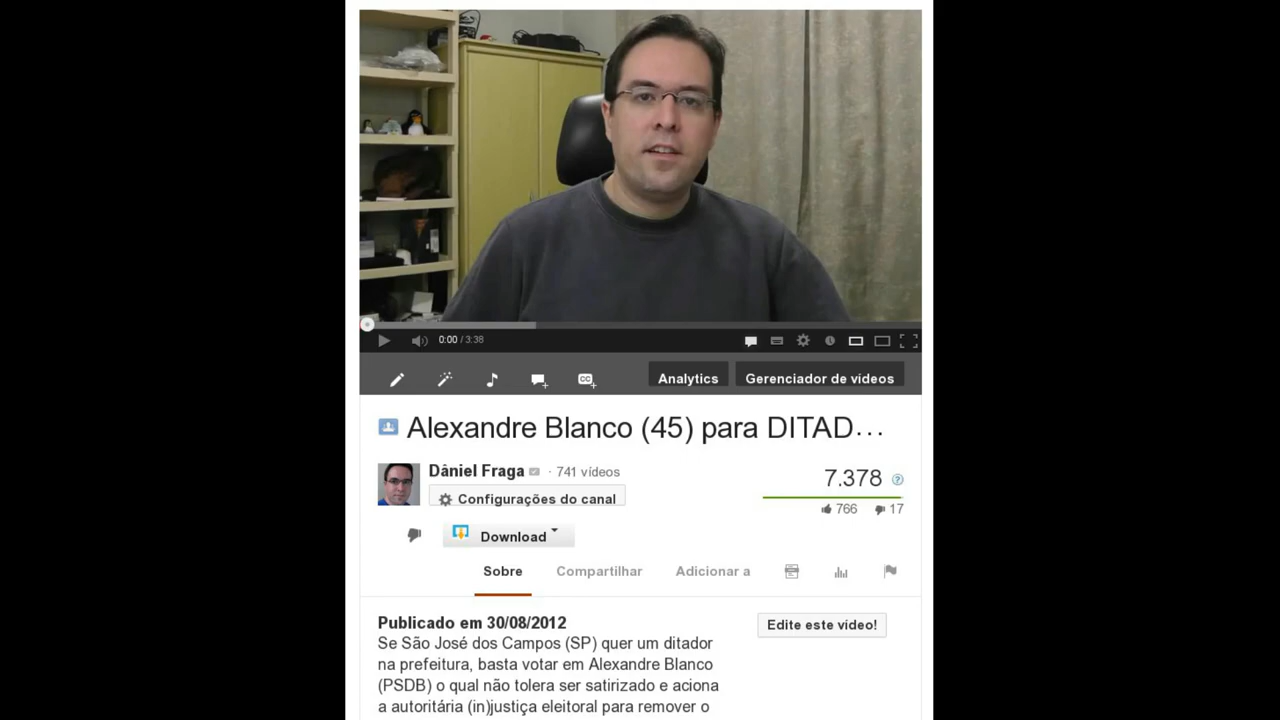 0:00 / 3:38
Analytics
Gerenciador de vídeos
Alexandre Blanco (45) para DITAD...
Dâniel Fraga · 741 vídeos
7.378
Configurações do canal
766 17
Download
Sobre Compartilhar Adicionar a
Publicado em 30/08/2012
Edite este vídeo!
Se São José dos Campos (SP) quer um ditador
na prefeitura, basta votar em Alexandre Blanco
(PSDB) o qual não tolera ser satirizado e aciona
a autoritária (in)justiça eleitoral para remover o